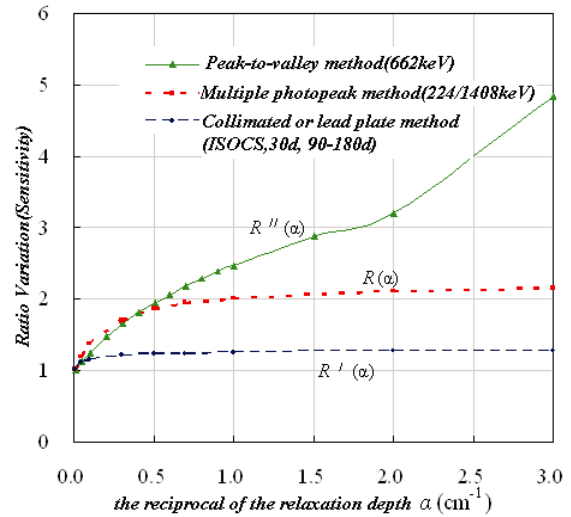 6
5
4
3
2
1
0
Ratio Variation(Sensitivity)
Peak-to-valley method(662keV)
Multiple photopeak method(224/1408keV)
Collimated or lead plate method
(ISOCS,30d, 90-180d)
R''(α)
R(α)
R'(α)
0.0 0.5 1.0 1.5 2.0 2.5 3.0
the reciprocal of the relaxation depth α(cm⁻¹)